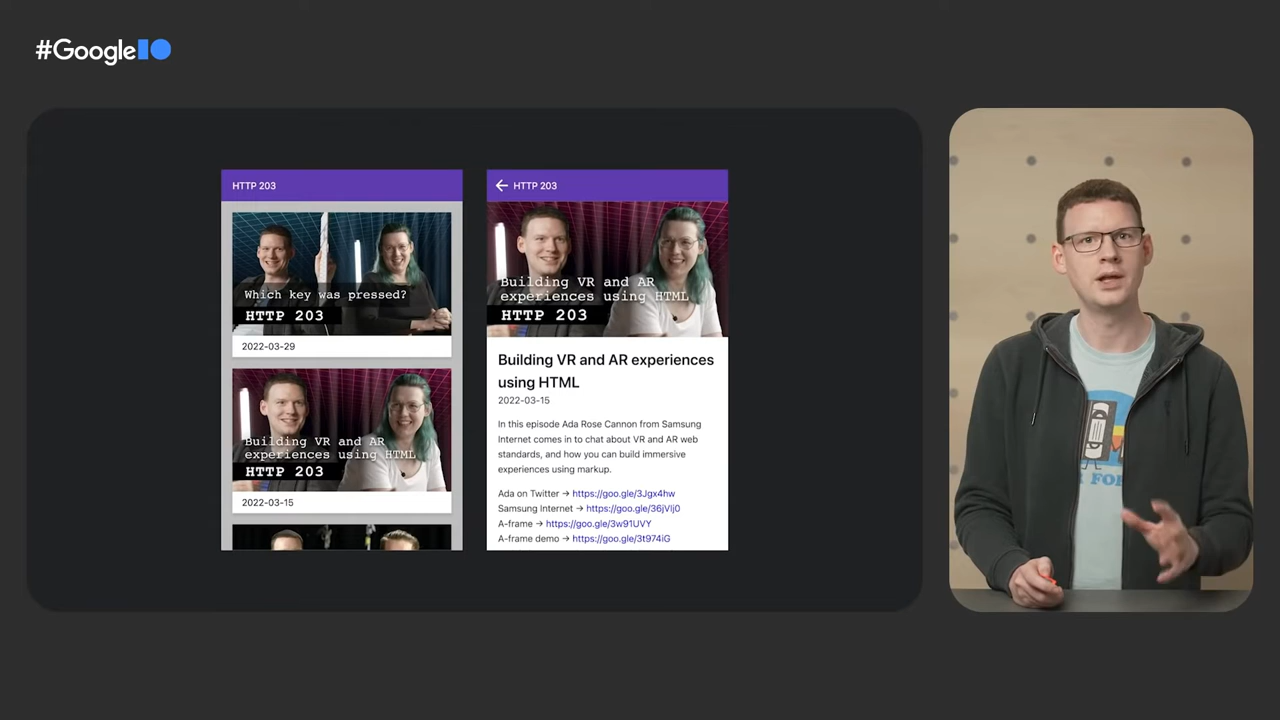 #GoogleIO
HTTP 203
Which key was pressed?
HTTP 203
2022-03-29
Building VR and AR
experiences using HTML
HTTP 203
2022-03-15
HTTP 203
Building VR and AR
experiences using HTML
HTTP 203
Building VR and AR experiences
using HTML
2022-03-15
In this episode Ada Rose Cannon from Samsung
Internet comes in to chat about VR and AR web
standards, and how you can build immersive
experiences using markup.
Ada on Twitter → https://goo.gle/3Jgx4hw
Samsung Internet → https://goo.gle/36jVlj0
A-frame → https://goo.gle/3w91UVY
A-frame demo → https://goo.gle/3t974iG